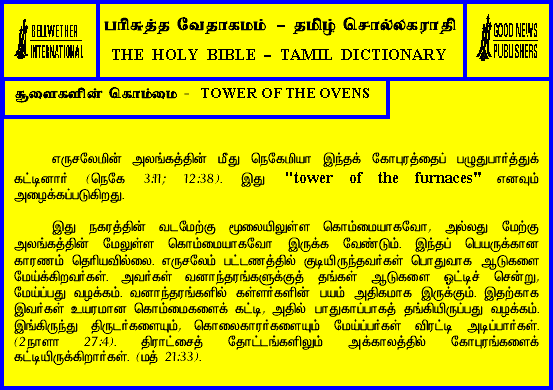 BELLWETHER
INTERNATIONAL
பரிசுத்த வேதாகமம் – தமிழ் சொல்லகராதி
THE HOLY BIBLE – TAMIL DICTIONARY
GOOD NEWS
PUBLISHERS
சூளைகளின் கொம்மை - TOWER OF THE OVENS
எருசலேமின் அலங்கத்தின் மீது நெகேமியா இந்தக் கோபுரத்தைப் பழுதுபார்த்துக்
கட்டினார் (நெகே 3:11; 12:38). இது "tower of the furnaces" எனவும்
அழைக்கப்படுகிறது.
இது நகரத்தின் வடமேற்கு மூலையிலுள்ள கொம்மையாகவோ, அல்லது மேற்கு
அலங்கத்தின் மேலுள்ள கொம்மையாகவோ இருக்க வேண்டும். இந்தப் பெயருக்கான
காரணம் தெரியவில்லை. எருசலேம் பட்டணத்தில் குடியிருந்தவர்கள் பொதுவாக ஆடுகளை
மேய்க்கிறவர்கள். அவர்கள் வனாந்தரங்களுக்குத் தங்கள் ஆடுகளை ஓட்டிச் சென்று,
மேய்ப்பது வழக்கம். வனாந்தரங்களில் கள்ளர்களின் பயம் அதிகமாக இருக்கும். இதற்காக
இவர்கள் உயரமான கொம்மைகளைக் கட்டி, அதில் பாதுகாப்பாகத் தங்கியிருப்பது வழக்கம்.
இங்கிருந்து திருடர்களையும், கொலைகாரர்களையும் மேய்ப்பர்கள் விரட்டி அடிப்பார்கள்.
(2நாளா 27:4). திராட்சைத் தோட்டங்களிலும் அக்காலத்தில் கோபுரங்களைக்
கட்டியிருக்கிறார்கள். (மத் 21:33).